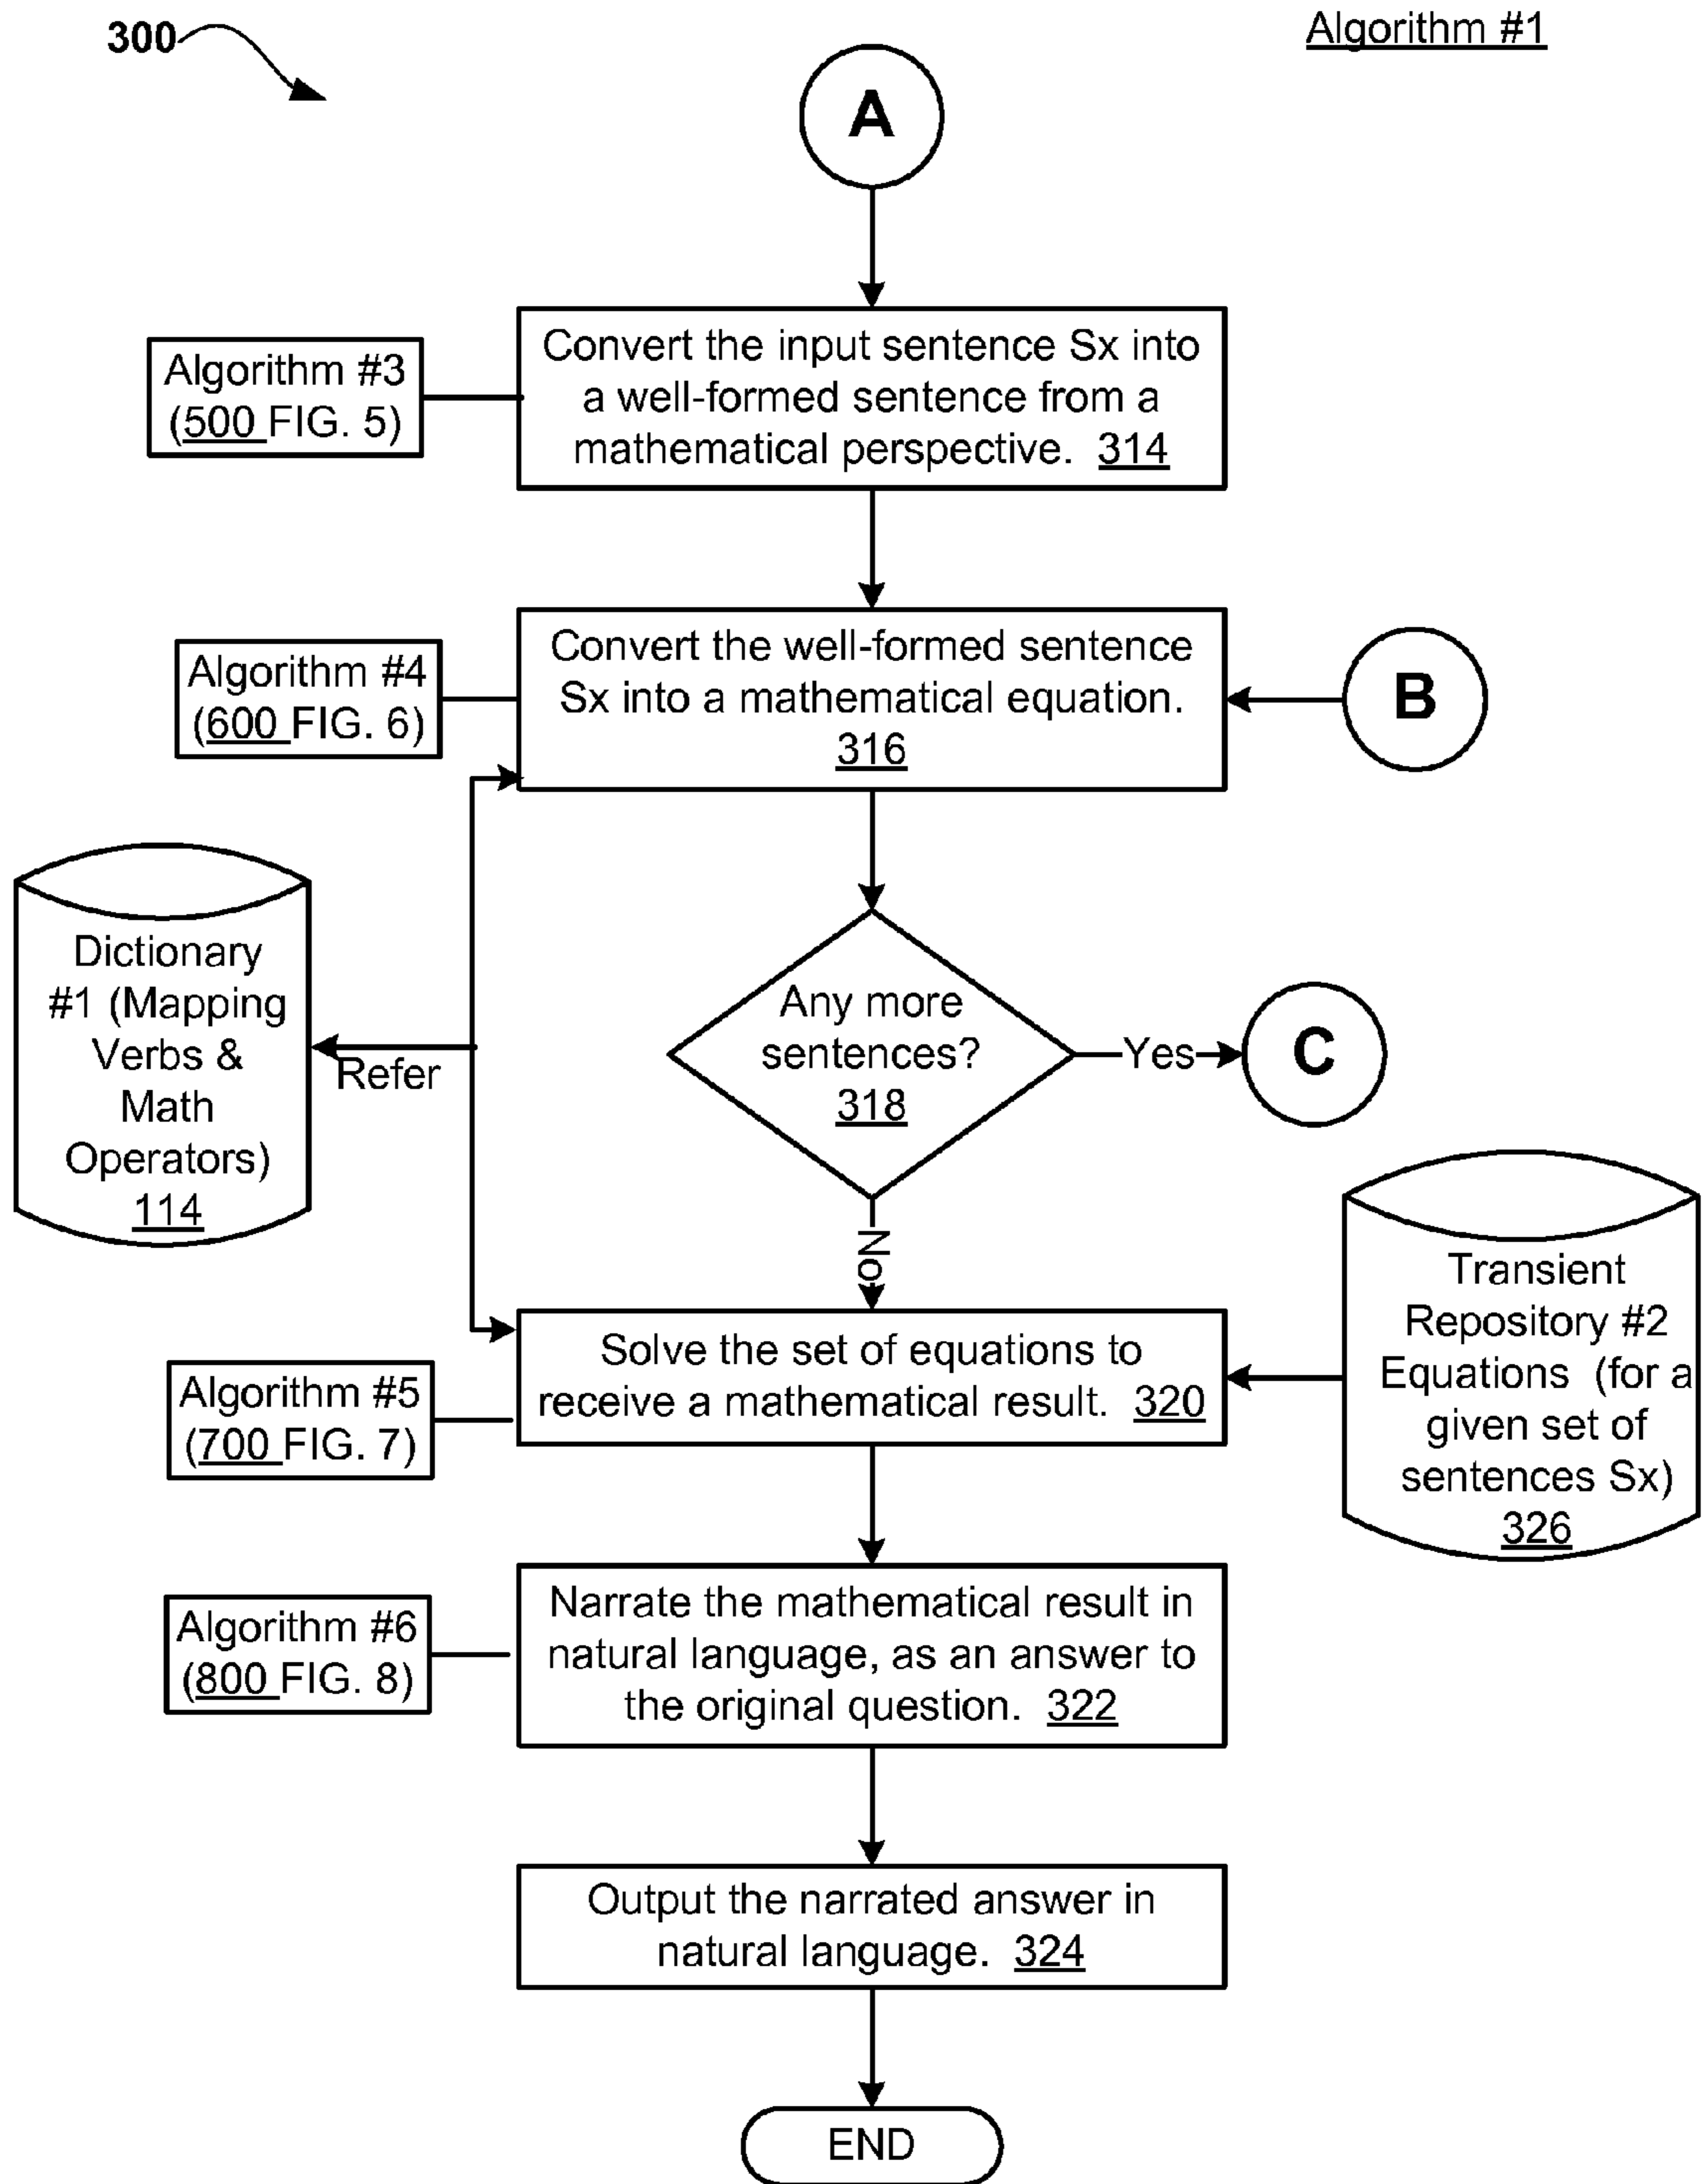 300
Algorithm #1
A
Algorithm #3
(500 FIG. 5)
Convert the input sentence Sx into
a well-formed sentence from a
mathematical perspective. 314
Algorithm #4
(600 FIG. 6)
Convert the well-formed sentence
Sx into a mathematical equation.
316
B
Dictionary
#1 (Mapping
Verbs &
Math
Operators)
114
Refer
Any more
sentences?
318
Yes
C
No
Transient
Repository #2
Equations (for a
given set of
sentences Sx)
326
Algorithm #5
(700 FIG. 7)
Solve the set of equations to
receive a mathematical result. 320
Algorithm #6
(800 FIG. 8)
Narrate the mathematical result in
natural language, as an answer to
the original question. 322
Output the narrated answer in
natural language. 324
END